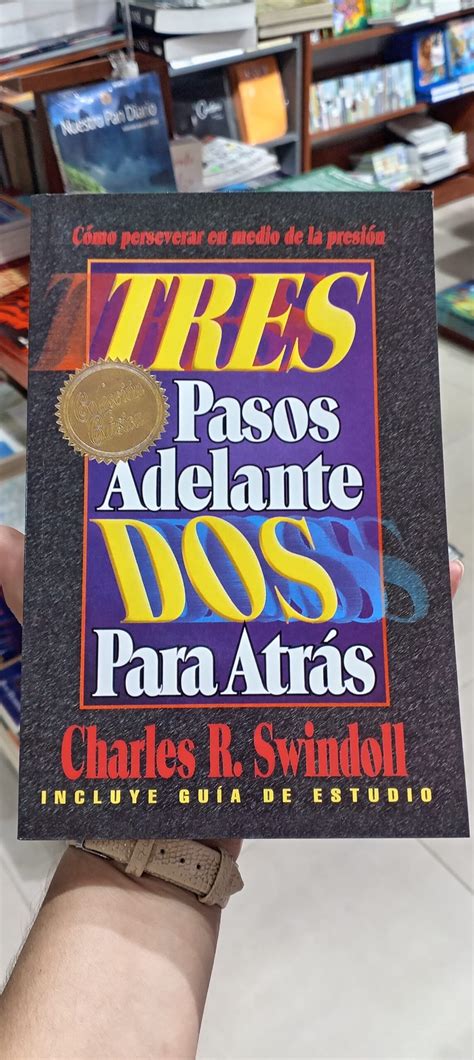 Nuestro Pan Diario
Cómo perseverar en medio de la presión
TRES
Pasos
Adelante
DOS
Para Atrás
Charles R. Swindoll
INCLUYE GUÍA DE ESTUDIO